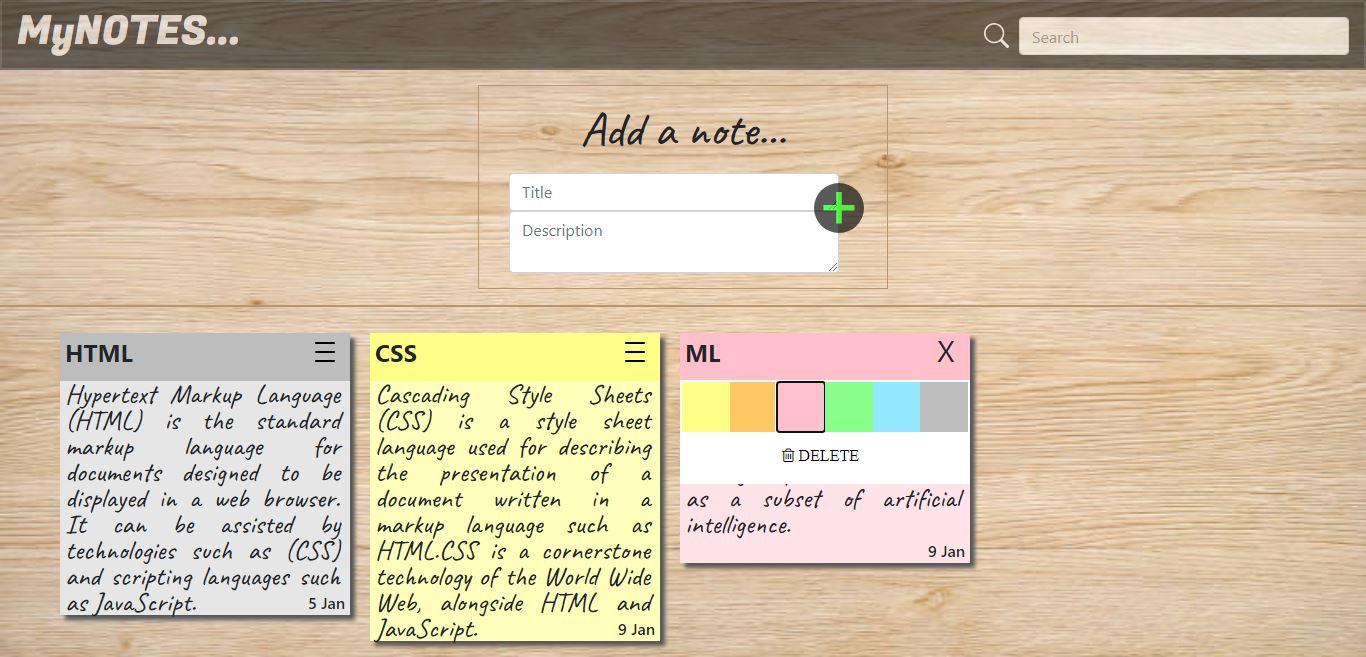 MyNOTES...
Search
Add a note...
Title
Description
HTML
Hypertext Markup Language
(HTML) is the standard
markup language for
documents designed to be
displayed in a web browser.
It can be assisted by
technologies such as (CSS)
and scripting languages such
as JavaScript.
5 Jan
CSS
Cascading Style Sheets
(CSS) is a style sheet
language used for describing
the presentation of a
document written in a
markup language such as
HTML.CSS is a cornerstone
technology of the World Wide
Web, alongside HTML and
JavaScript.
9 Jan
ML
X
DELETE
as a subset of artificial
intelligence.
9 Jan